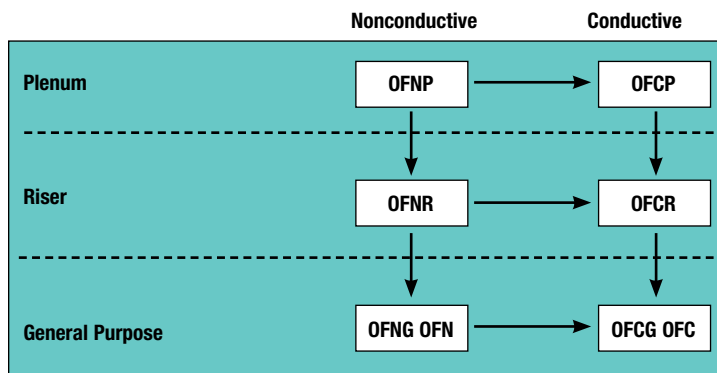 Nonconductive Conductive
Plenum OFNP OFCP
Riser OFNR OFCR
General Purpose OFNG OFN OFCG OFC